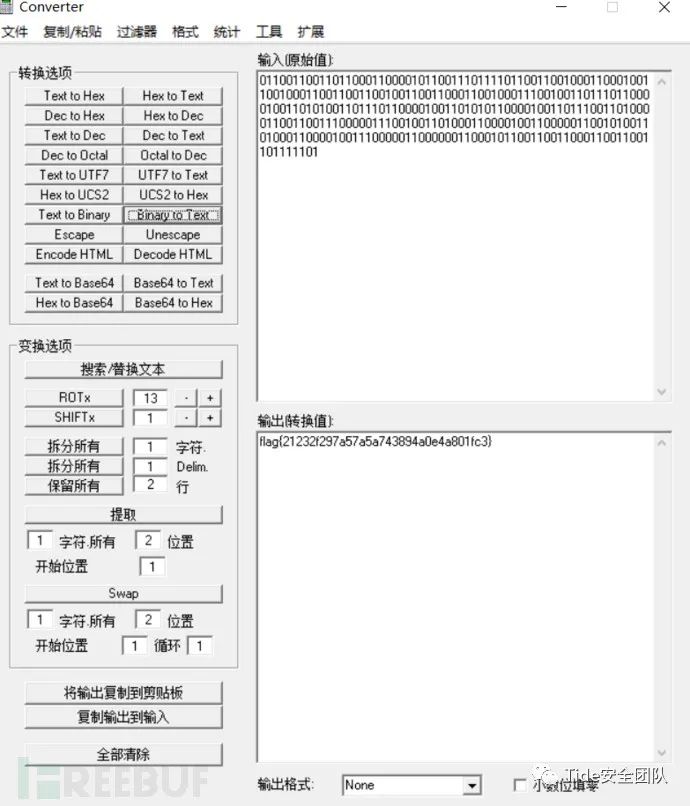 Converter
文件 复制/粘贴 过滤器 格式 统计 工具 扩展
转换选项
Text to Hex Hex to Text
Dec to Hex Hex to Dec
Text to Dec Dec to Text
Dec to Octal Octal to Dec
Text to UTF7 UTF7 to Text
Hex to UCS2 UCS2 to Hex
Text to Binary Binary to Text
Escape Unescape
Encode HTML Decode HTML
Text to Base64 Base64 to Text
Hex to Base64 Base64 to Hex
变换选项
搜索/替换文本
ROTx 13 - +
SHIFTx 1 - +
拆分所有 1 字符.
拆分所有 1 Delim.
保留所有 2 行
提取
1 字符.所有 2 位置
开始位置 1
Swap
1 字符.所有 2 位置
开始位置 1 循环 1
将输出复制到剪贴板
复制输出到输入
全部清除
输入(原始值):
101111101
输出(转换值):
flag{21232f297a57a5a743894a0e4a801fc3}
输出格式: None 小数位填零
REEBUF
Tide安全团队